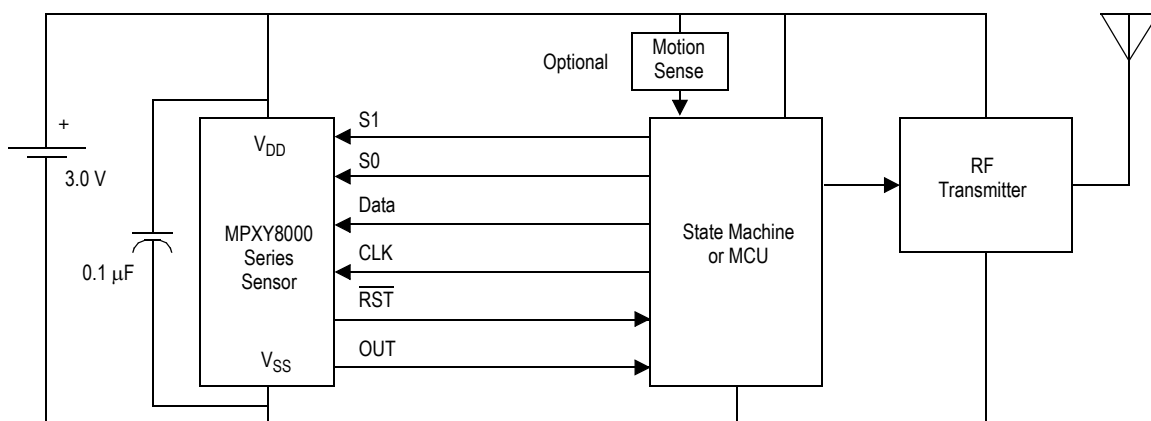 Optional
Motion
Sense
+
3.0 V
0.1 μF
V_DD
MPXY8000
Series
Sensor
V_SS
S1
S0
Data
CLK
R̅S̅T̅
OUT
State Machine
or MCU
RF
Transmitter